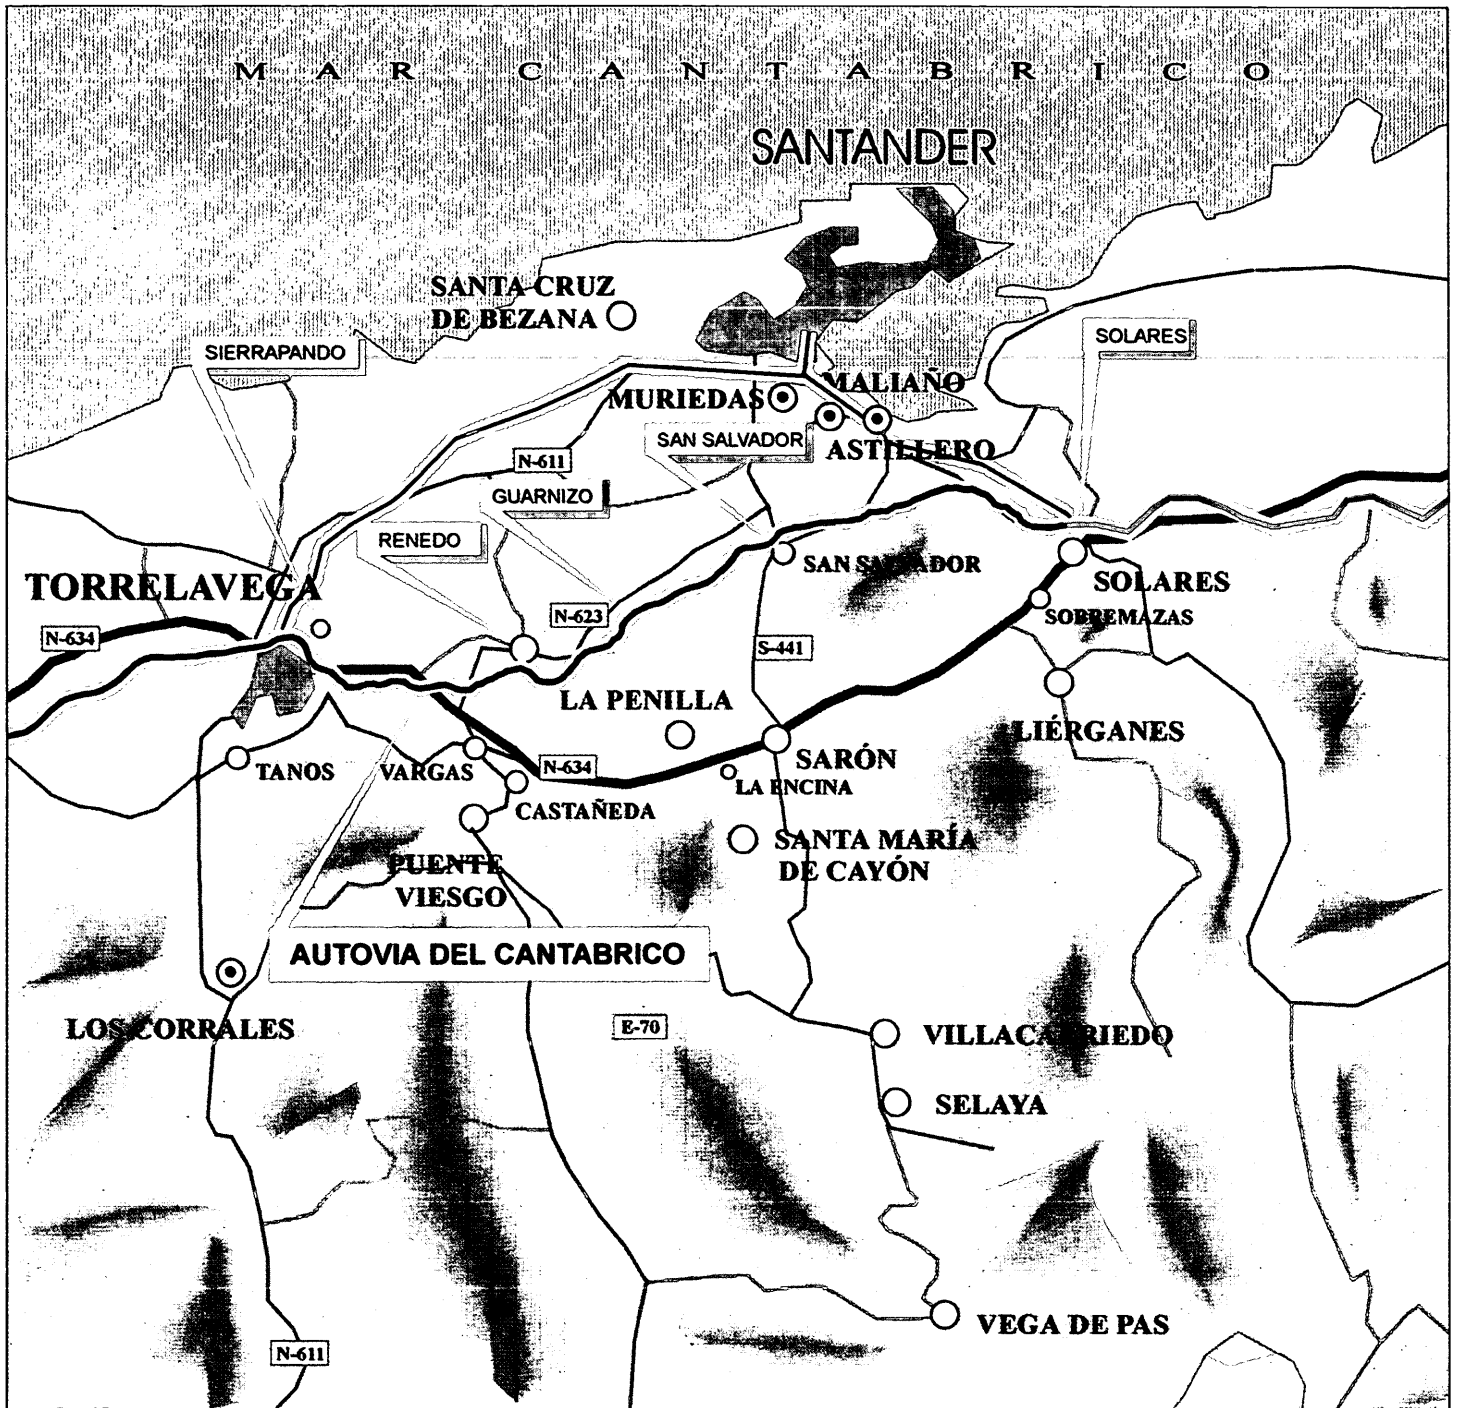 MAR CANTABRICO
SANTANDER
SANTA CRUZ
DE BEZANA
SIERRAPANDO
SOLARES
MALIAÑO
MURIEDAS
SAN SALVADOR
ASTILLERO
N-611
GUARNIZO
RENEDO
SAN SALVADOR
TORRELAVEGA
SOLARES
N-634
N-623
SOBREMAZAS
S-441
LA PENILLA
LIÉRGANES
SARÓN
TANOS
VARGAS
N-634
LA ENCINA
CASTAÑEDA
SANTA MARÍA
DE CAYÓN
PUENTE
VIESGO
AUTOVIA DEL CANTABRICO
LOS CORRALES
E-70
VILLACARRIEDO
SELAYA
VEGA DE PAS
N-611